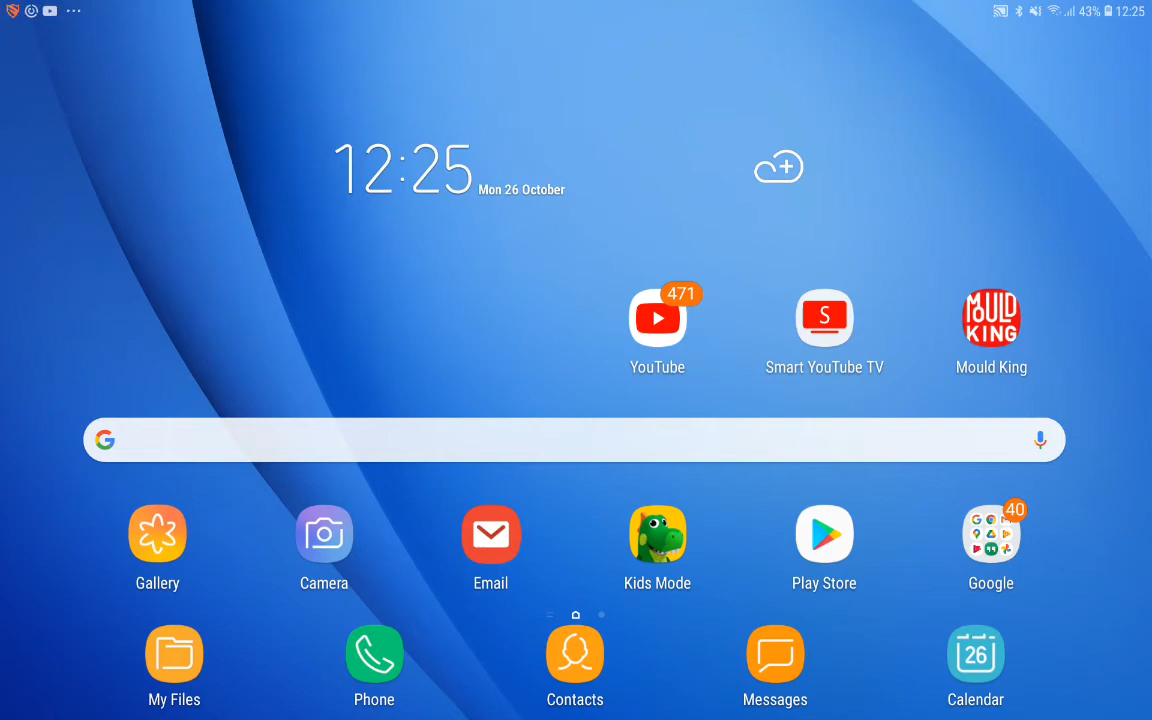 43% 12:25
12:25 Mon 26 October
471
S
MOULD KING
YouTube Smart YouTube TV Mould King
40
Gallery Camera Email Kids Mode Play Store Google
26
My Files Phone Contacts Messages Calendar